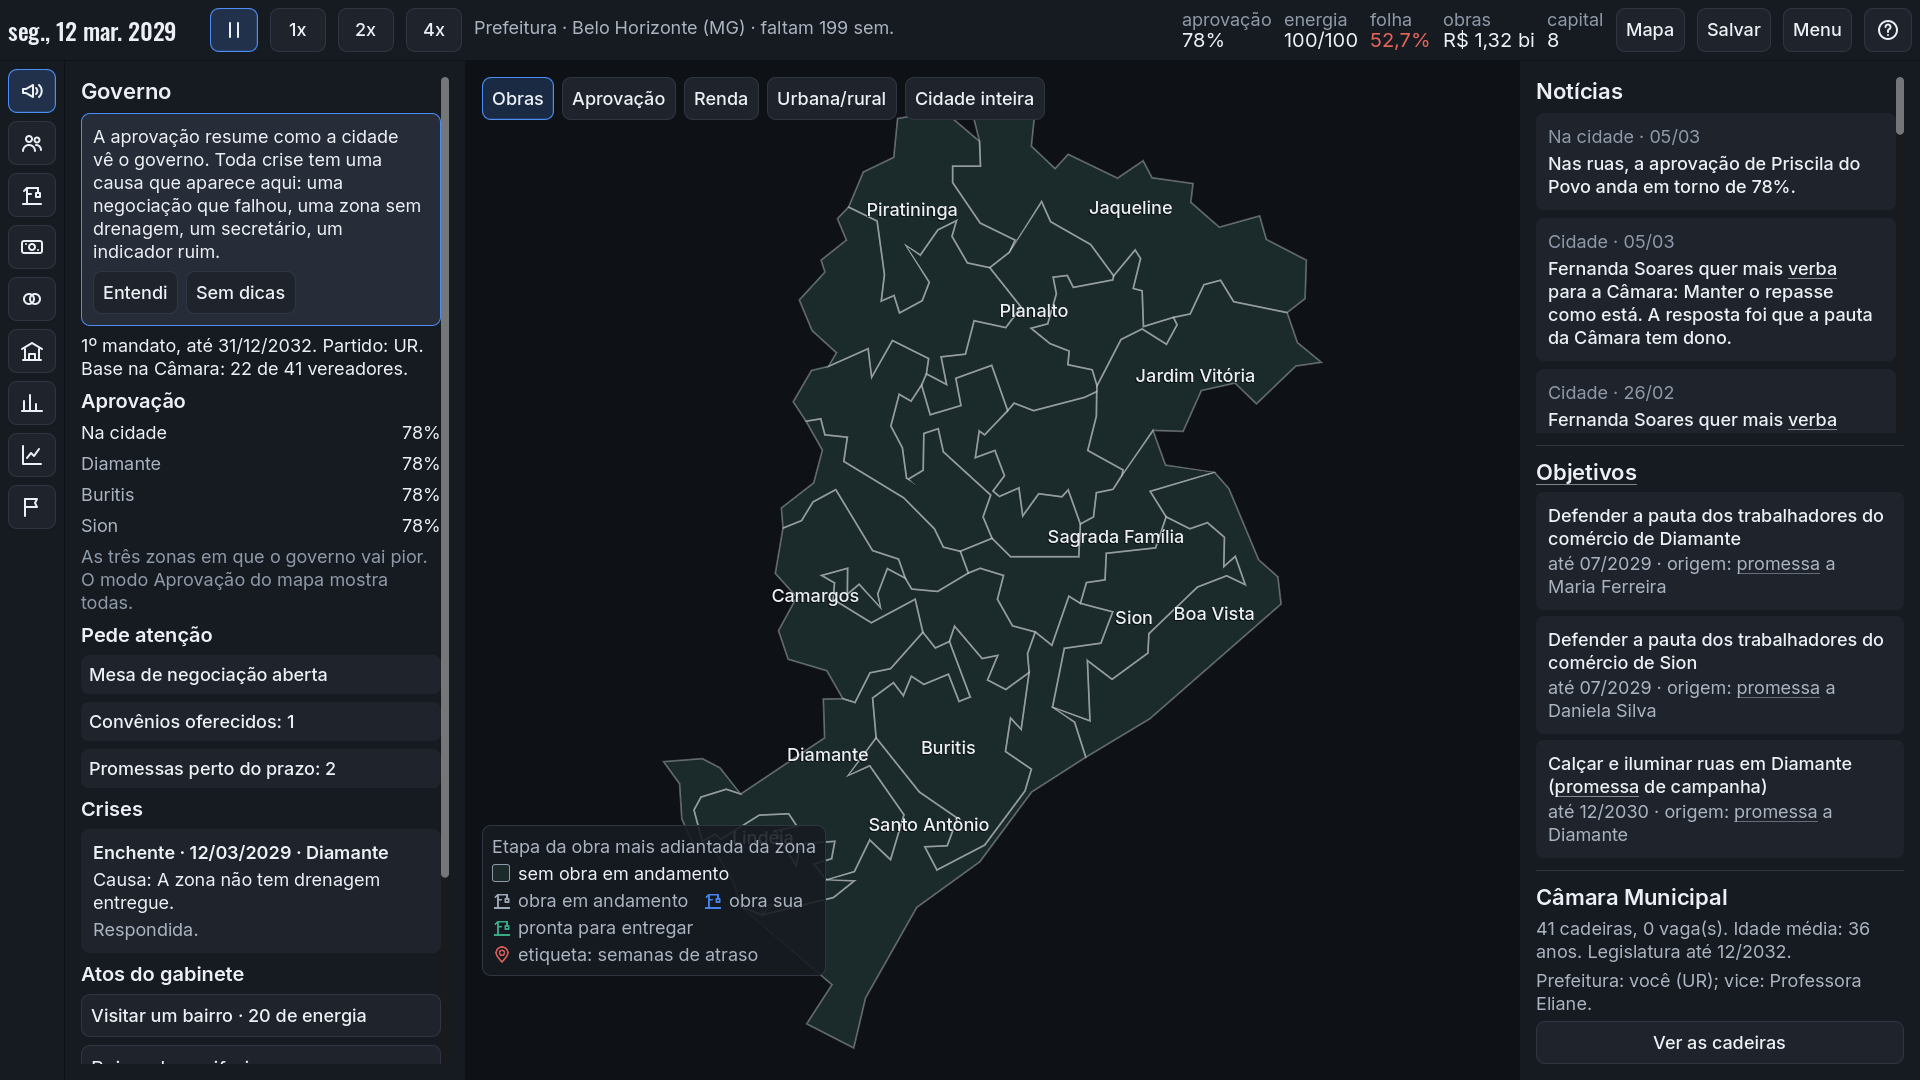 seg., 12 mar. 2029
1x
2x
4x
Prefeitura · Belo Horizonte (MG) · faltam 199 sem.
aprovação
78%
energia
100/100
folha
52,7%
obras
R$ 1,32 bi
capital
8
Mapa
Salvar
Menu
Governo
A aprovação resume como a cidade
vê o governo. Toda crise tem uma
causa que aparece aqui: uma
negociação que falhou, uma zona sem
drenagem, um secretário, um
indicador ruim.
Entendi
Sem dicas
1º mandato, até 31/12/2032. Partido: UR.
Base na Câmara: 22 de 41 vereadores.
Aprovação
Na cidade 78%
Diamante 78%
Buritis 78%
Sion 78%
As três zonas em que o governo vai pior.
O modo Aprovação do mapa mostra
todas.
Pede atenção
Mesa de negociação aberta
Convênios oferecidos: 1
Promessas perto do prazo: 2
Crises
Enchente · 12/03/2029 · Diamante
Causa: A zona não tem drenagem
entregue.
Respondida.
Atos do gabinete
Visitar um bairro · 20 de energia
Obras
Aprovação
Renda
Urbana/rural
Cidade inteira
Piratininga
Jaqueline
Planalto
Jardim Vitória
Sagrada Família
Camargos
Sion
Boa Vista
Diamante
Buritis
Santo Antônio
Lindéia
Etapa da obra mais adiantada da zona
sem obra em andamento
obra em andamento
obra sua
pronta para entregar
etiqueta: semanas de atraso
Notícias
Na cidade · 05/03
Nas ruas, a aprovação de Priscila do
Povo anda em torno de 78%.
Cidade · 05/03
Fernanda Soares quer mais verba
para a Câmara: Manter o repasse
como está. A resposta foi que a pauta
da Câmara tem dono.
Cidade · 26/02
Fernanda Soares quer mais verba
Objetivos
Defender a pauta dos trabalhadores do
comércio de Diamante
até 07/2029 · origem: promessa a
Maria Ferreira
Defender a pauta dos trabalhadores do
comércio de Sion
até 07/2029 · origem: promessa a
Daniela Silva
Calçar e iluminar ruas em Diamante
(promessa de campanha)
até 12/2030 · origem: promessa a
Diamante
Câmara Municipal
41 cadeiras, 0 vaga(s). Idade média: 36
anos. Legislatura até 12/2032.
Prefeitura: você (UR); vice: Professora
Eliane.
Ver as cadeiras